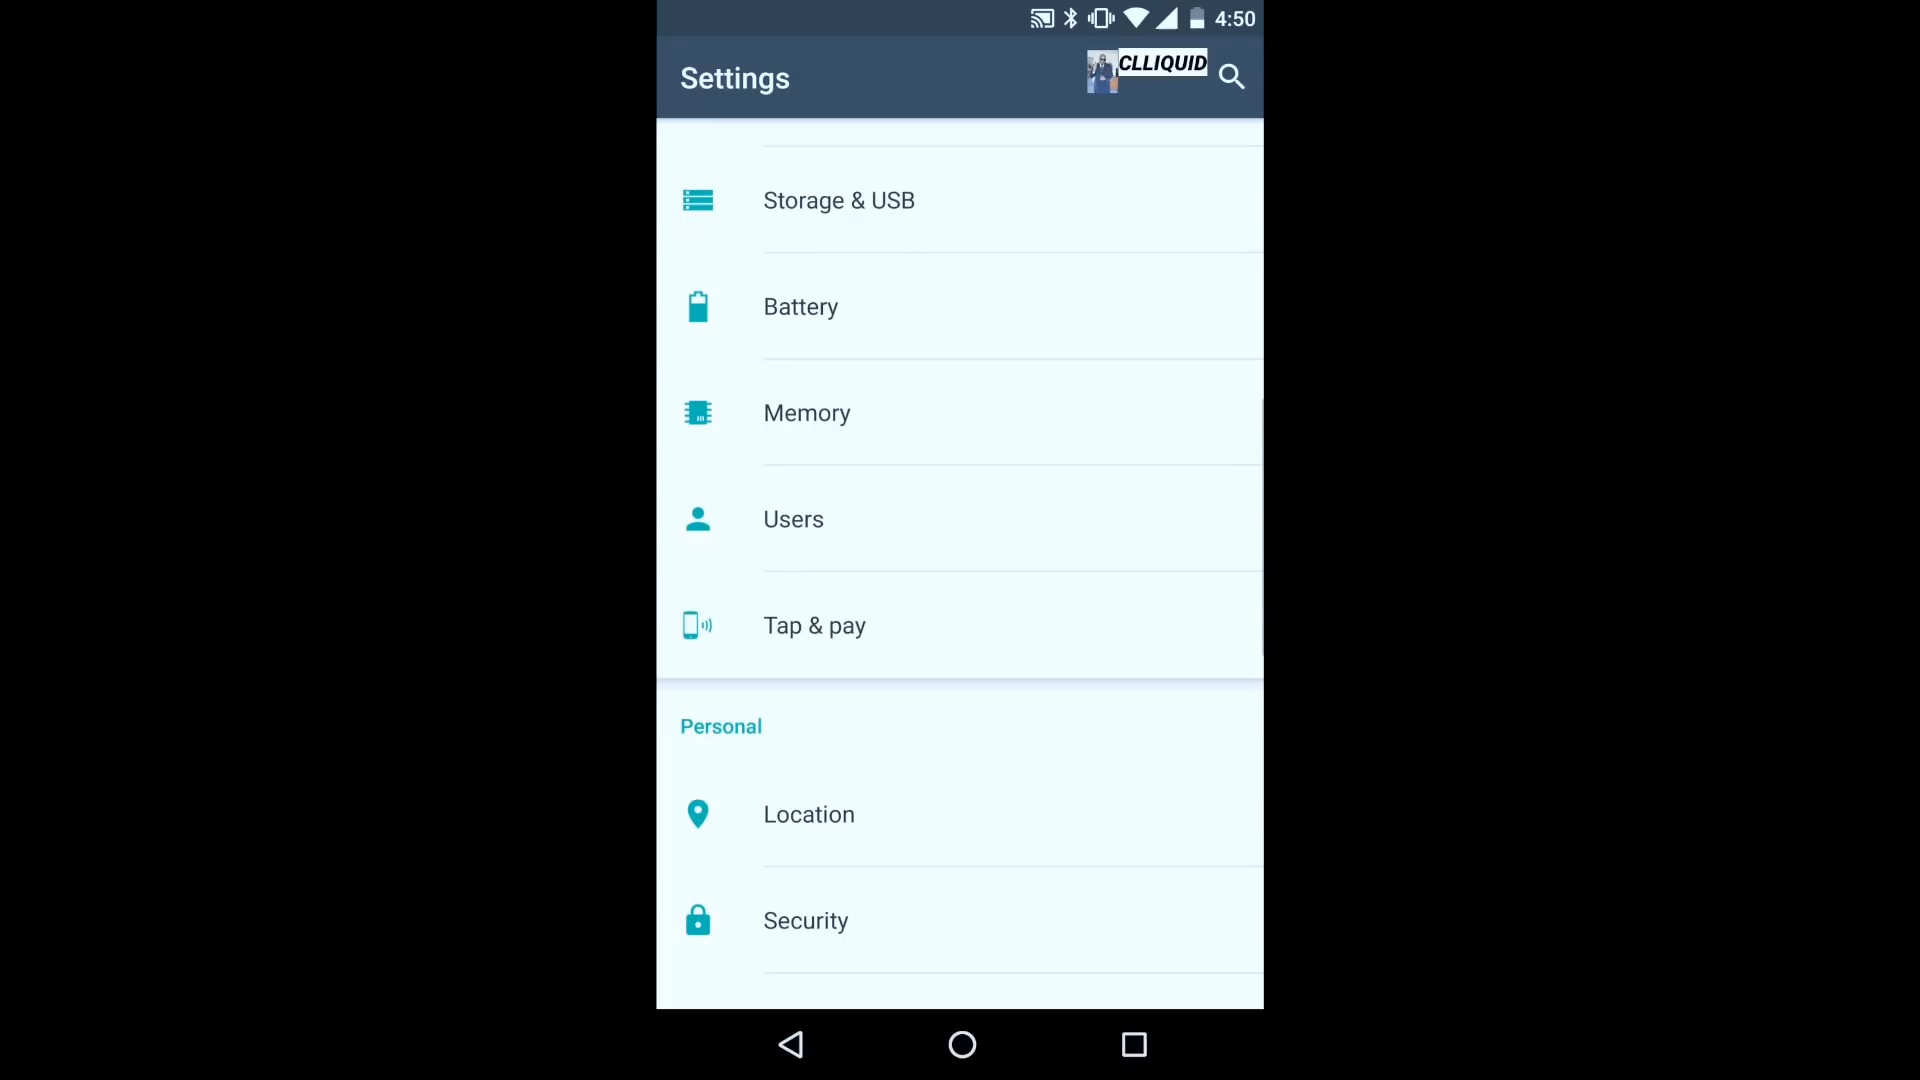 4:50
Settings
CLLIQUID
Storage & USB
Battery
Memory
Users
Tap & pay
Personal
Location
Security